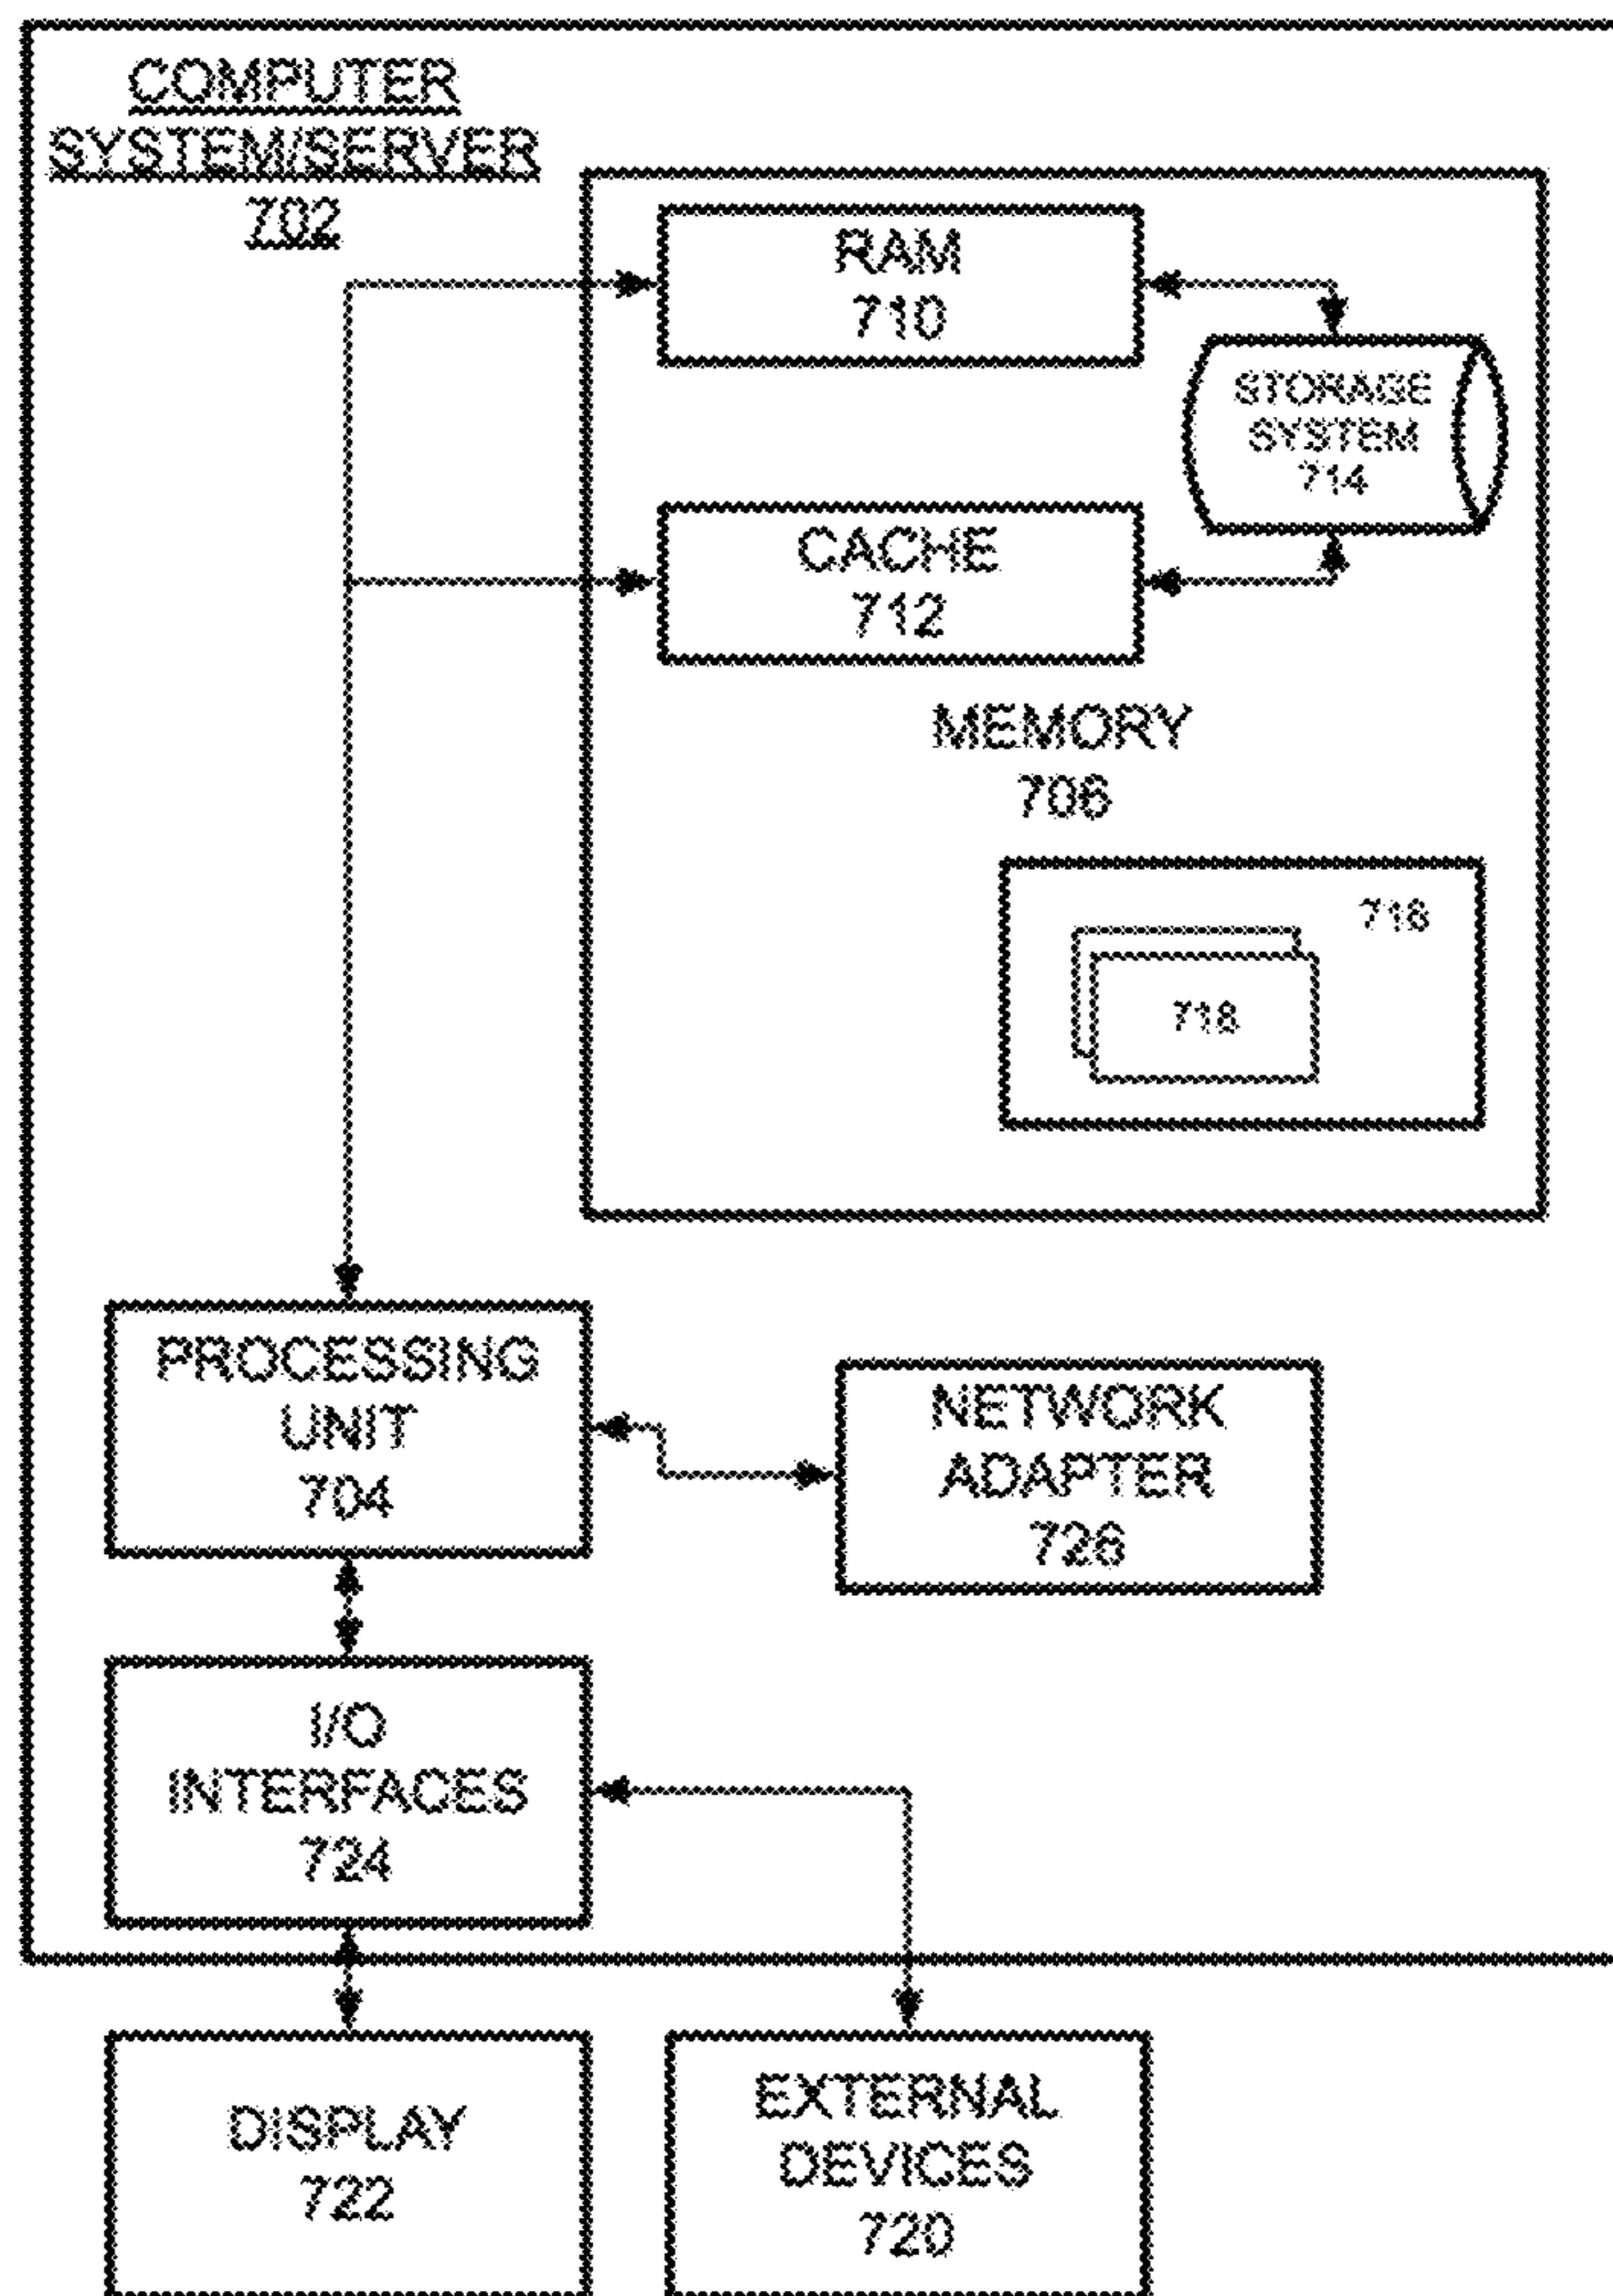 COMPUTER
SYSTEM/SERVER
702
RAM
710
STORAGE
SYSTEM
714
CACHE
712
MEMORY
706
716
718
PROCESSING
UNIT
704
NETWORK
ADAPTER
726
I/O
INTERFACES
724
DISPLAY
722
EXTERNAL
DEVICES
720